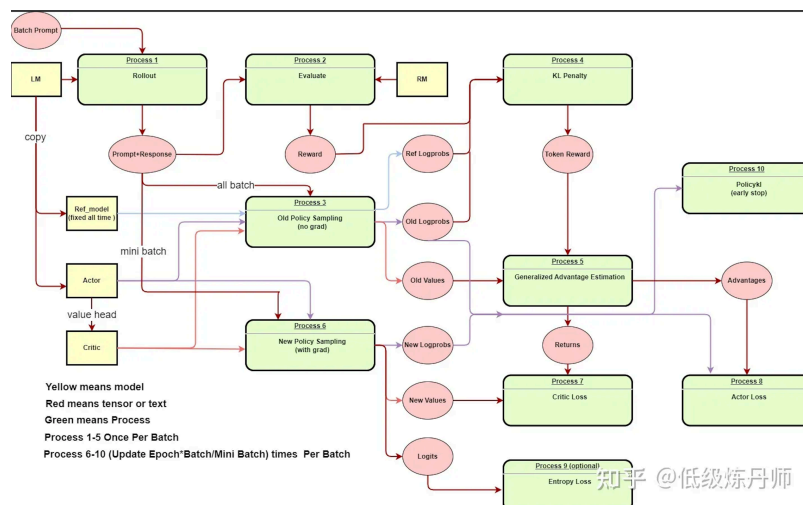 Batch Prompt
Process 1
Rollout
Process 2
Evaluate
Process 4
KL Penalty
LM
RM
copy
Prompt+Response
Reward
Ref Logprobs
Token Reward
all batch
Process 10
Policykl
(early stop)
Ref_model
(fixed all time )
Process 3
Old Policy Sampling
(no grad)
Old Logprobs
mini batch
Actor
Old Values
Process 5
Generalized Advantage Estimation
Advantages
value head
Critic
Process 6
New Policy Sampling
(with grad)
New Logprobs
Returns
Yellow means model
Red means tensor or text
Green means Process
Process 1-5 Once Per Batch
Process 6-10 (Update Epoch*Batch/Mini Batch) times Per Batch
New Values
Process 7
Critic Loss
Process 8
Actor Loss
Logits
Process 9 (optional)
Entropy Loss
知乎 @低级炼丹师